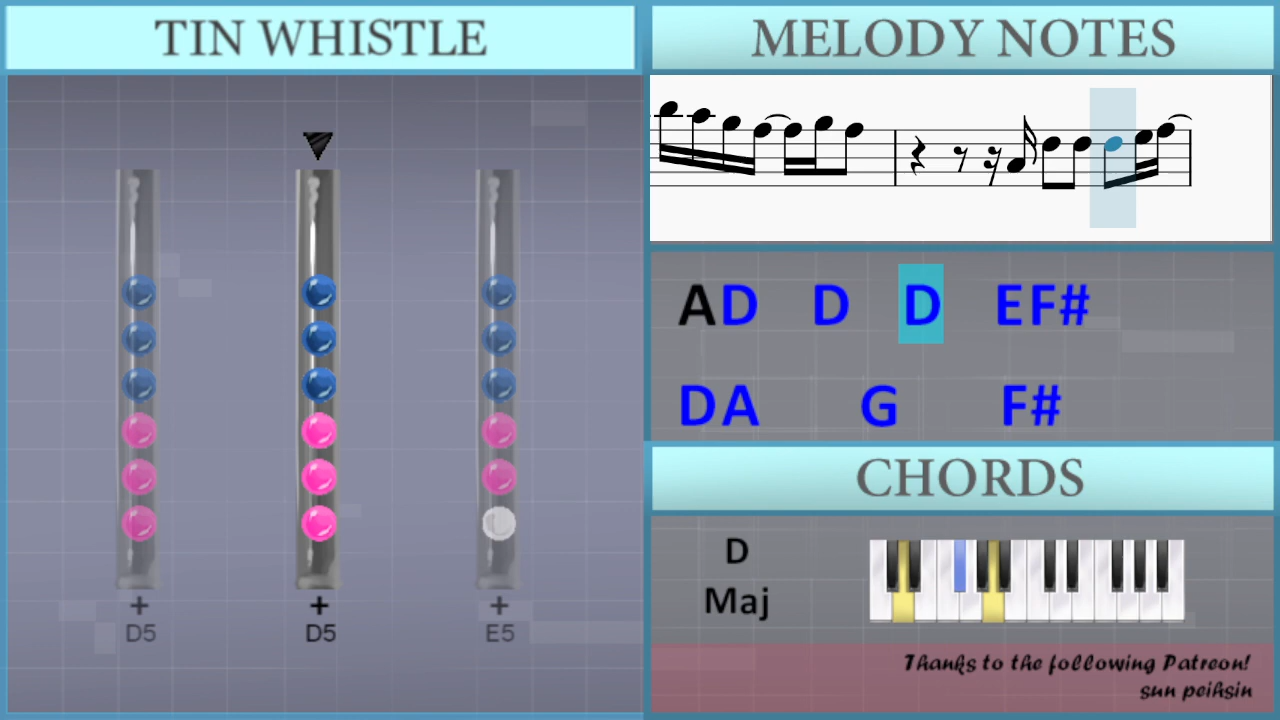 TIN WHISTLE
+ + +
D5 D5 E5
MELODY NOTES
AD D D EF#
DA G F#
CHORDS
D
Maj
Thanks to the following Patreon!
sun peihsin